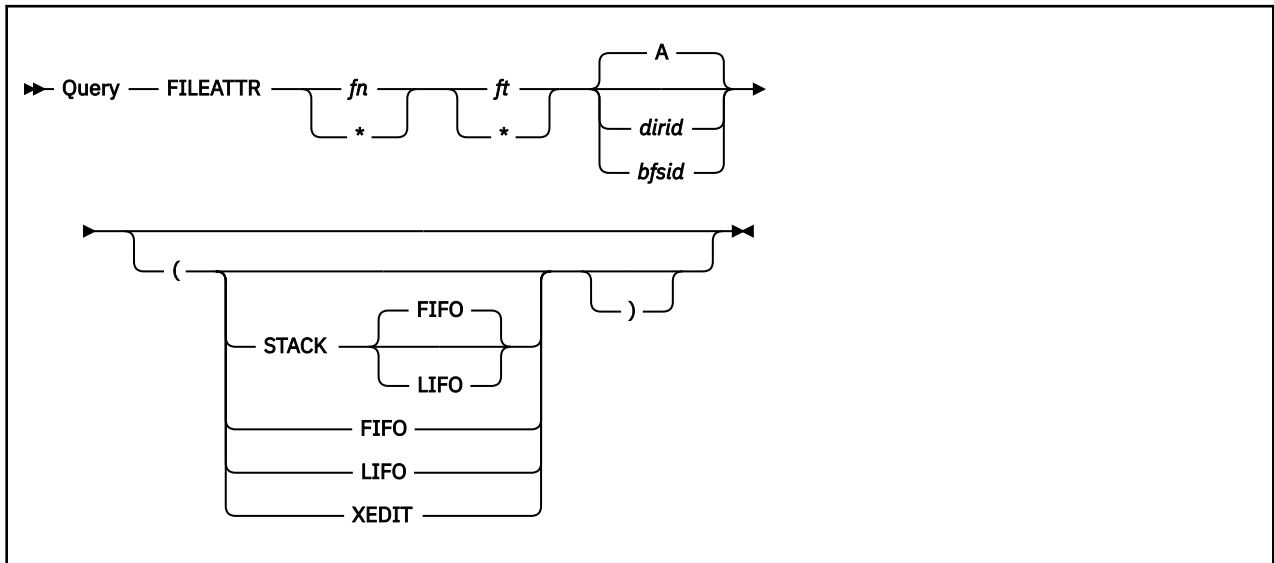 A
Query FILEATTR fn ft
* * dirid
bfsid
(
FIFO )
STACK
LIFO
FIFO
LIFO
XEDIT